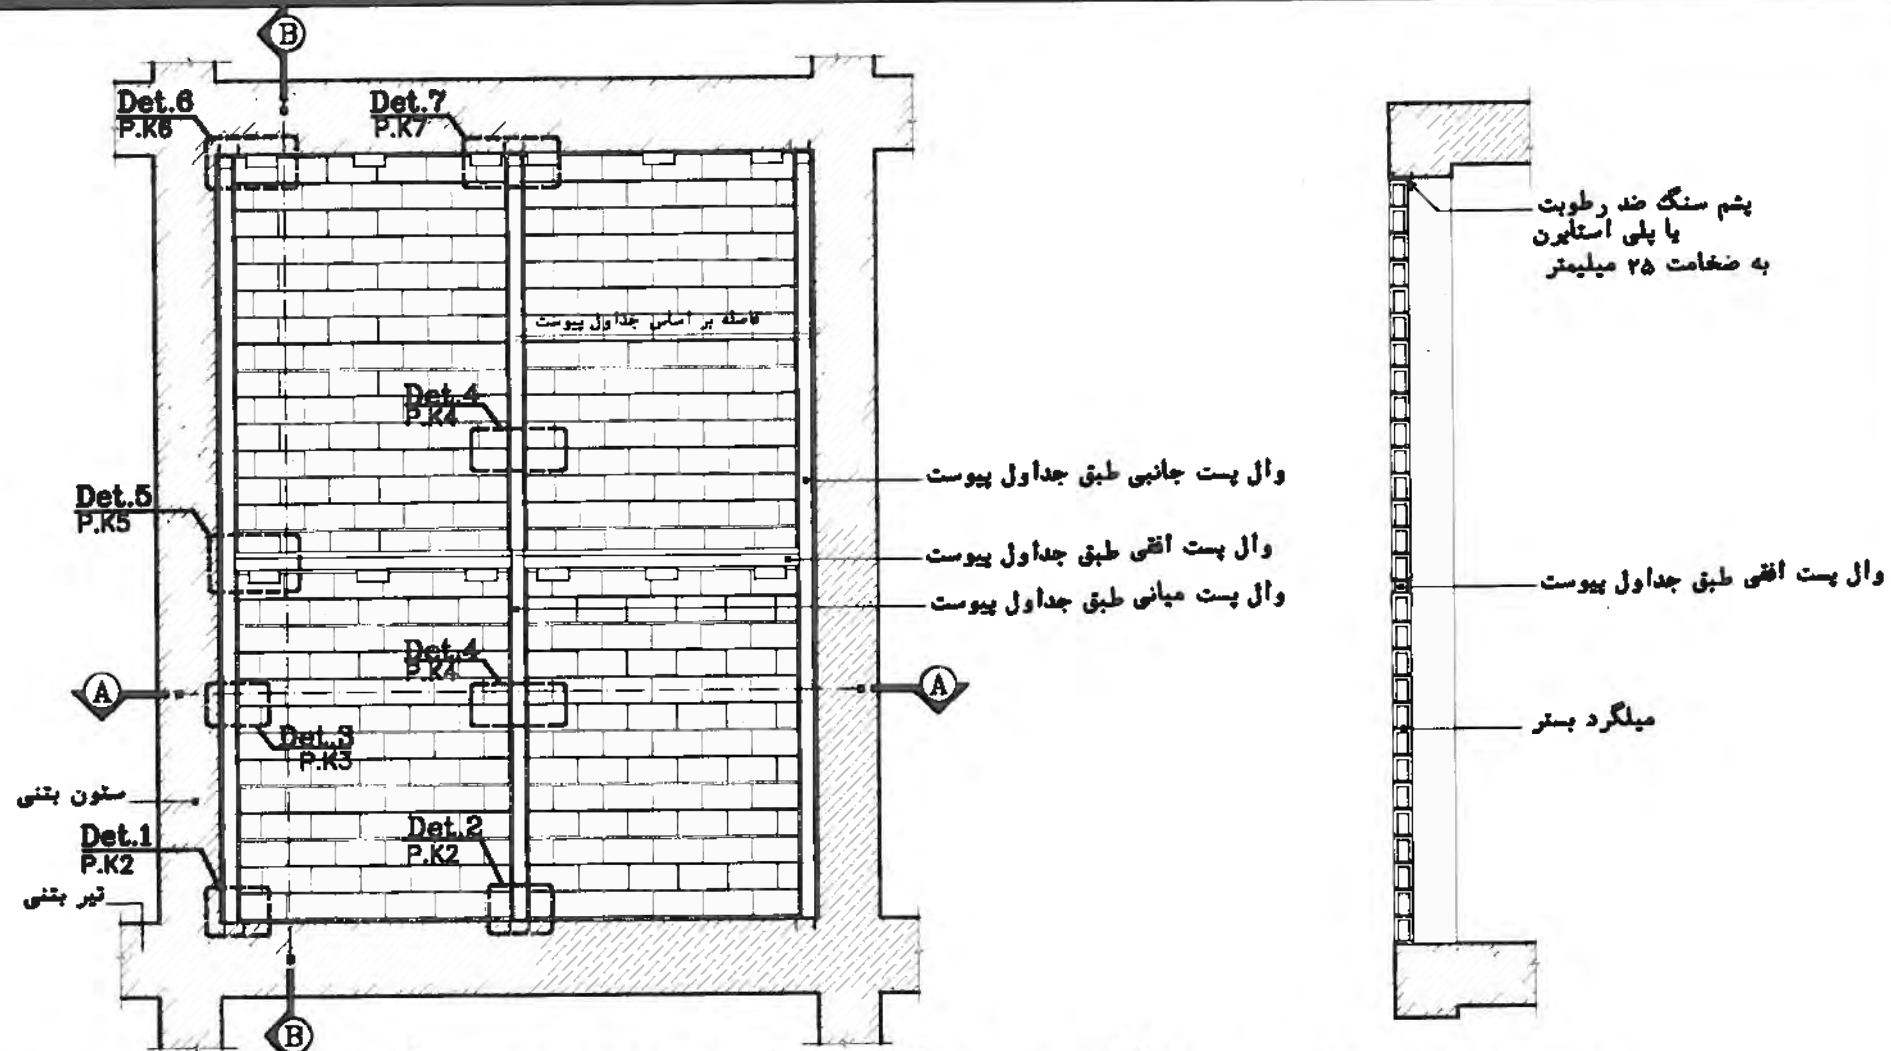 B
Det.6
P.K6
Det.7
P.K7
فاصله بر اساس جداول پیوست
Det.4
P.K4
Det.5
P.K5
وال پست جانبی طبق جداول پیوست
وال پست افقی طبق جداول پیوست
وال پست میانی طبق جداول پیوست
Det.4
P.K4
A
A
Det.3
P.K3
ستون بتنی
Det.1
P.K2
Det.2
P.K2
تیر بتنی
B
پشم سنگ ضد رطوبت
یا پلی استایرن
به ضخامت ۲۵ میلیمتر
وال پست افقی طبق جداول پیوست
میلگرد بستر